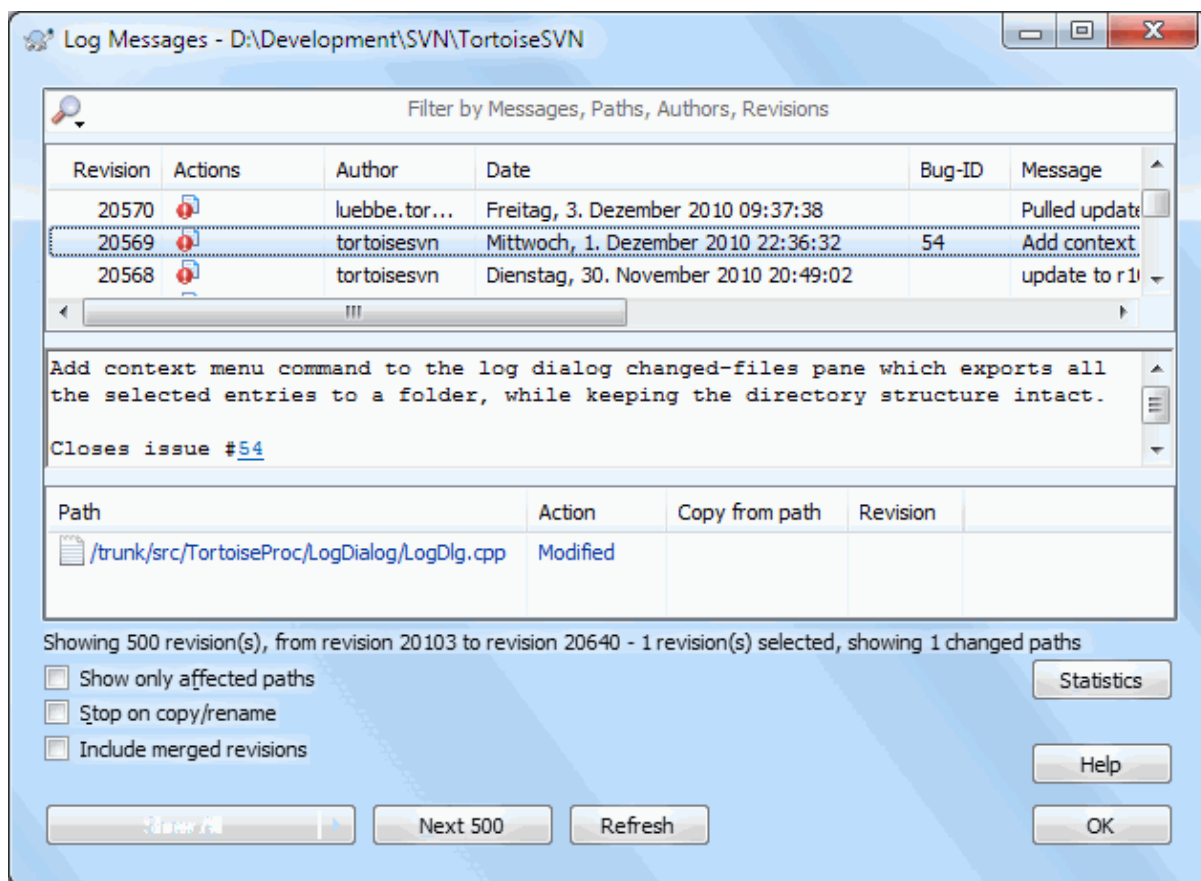 Log Messages - D:\Development\SVN\TortoiseSVN
Filter by Messages, Paths, Authors, Revisions
Revision Actions Author Date Bug-ID Message
20570 luebbe.tor... Freitag, 3. Dezember 2010 09:37:38 Pulled update
20569 tortoisesvn Mittwoch, 1. Dezember 2010 22:36:32 54 Add context
20568 tortoisesvn Dienstag, 30. November 2010 20:49:02 update to
Add context menu command to the log dialog changed-files pane which exports all
the selected entries to a folder, while keeping the directory structure intact.
Closes issue #54
Path Action Copy from path Revision
/trunk/src/TortoiseProc/LogDialog/LogDlg.cpp Modified
Showing 500 revision(s), from revision 20103 to revision 20640 - 1 revision(s) selected, showing 1 changed paths
Show only affected paths
Statistics
Stop on copy/rename
Include merged revisions
Help
Show All
Next 500
Refresh
OK